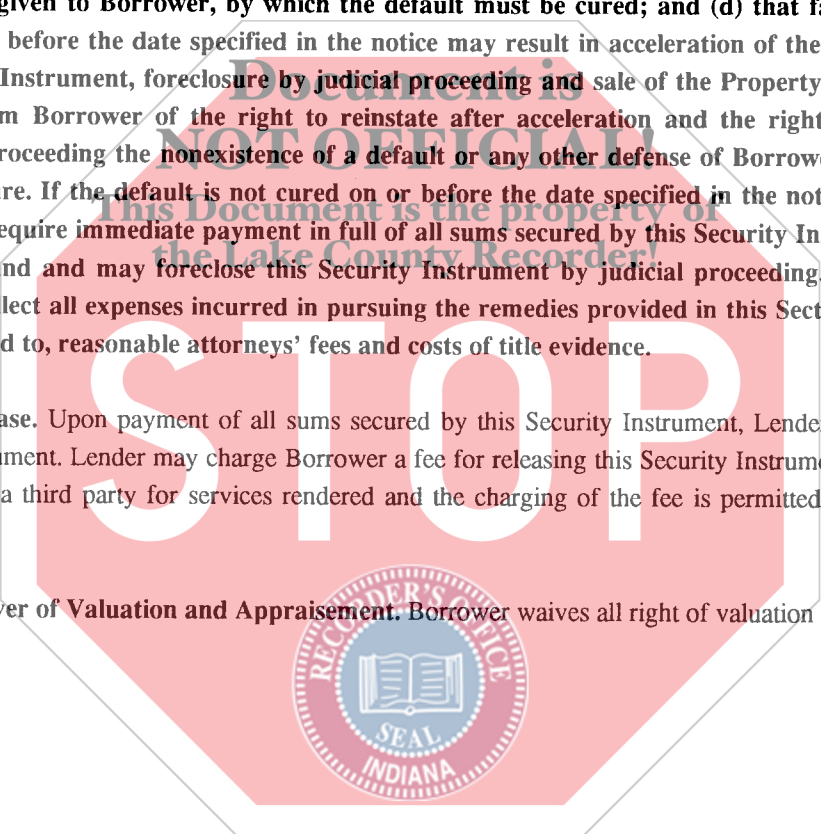 given to Borrower, by which the default must be cured; and (d) that fa
before the date specified in the notice may result in acceleration of the
Document is
Instrument, foreclosure by judicial proceeding and sale of the Property
m Borrower of the right to reinstate after acceleration and the right
NOT OFFICIAL!
roceeding the nonexistence of a default or any other defense of Borrow
re. If the default is not cured on or before the date specified in the not
This Document is the property of
equire immediate payment in full of all sums secured by this Security In
the Lake County Recorder!
nd and may foreclose this Security Instrument by judicial proceeding.
lect all expenses incurred in pursuing the remedies provided in this Sect
d to, reasonable attorneys' fees and costs of title evidence.
STOP
ase. Upon payment of all sums secured by this Security Instrument, Lende
ument. Lender may charge Borrower a fee for releasing this Security Instrum
a third party for services rendered and the charging of the fee is permitted
ver of Valuation and Appraisement. Borrower waives all right of valuation
RECORDER'S OFFICE
SEAL
INDIANA